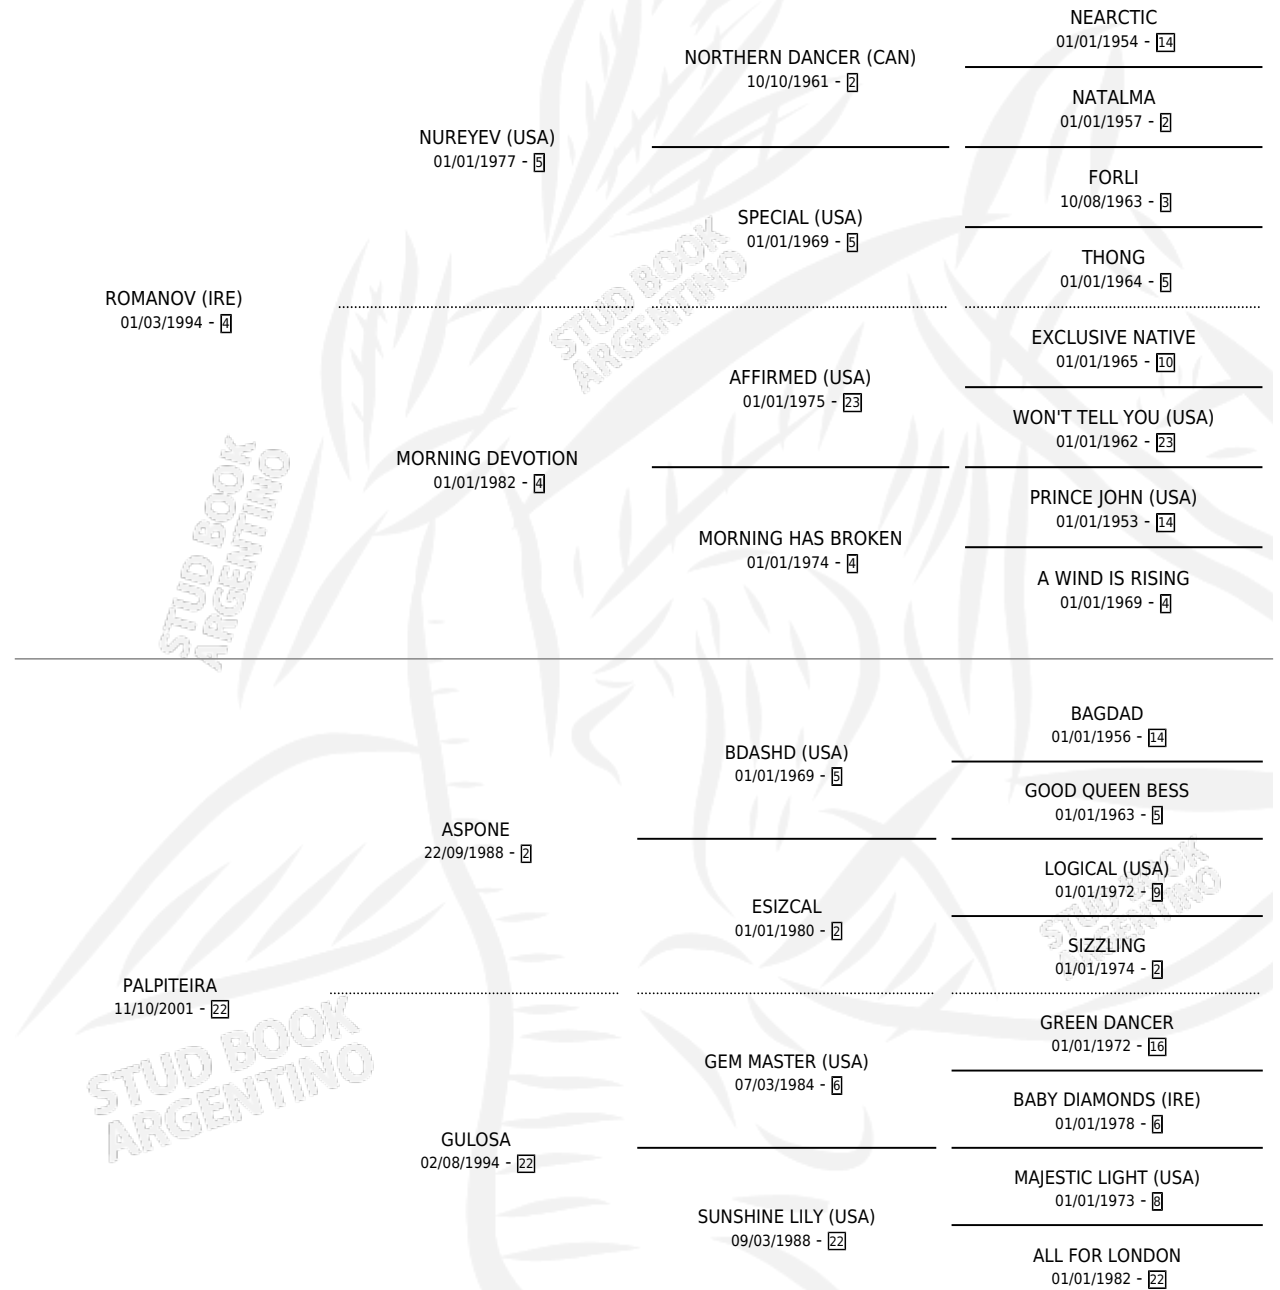 NEARCTIC
01/01/1954 - 14
NORTHERN DANCER (CAN)
10/10/1961 - 2
NATALMA
01/01/1957 - 2
NUREYEV (USA)
01/01/1977 - 5
FORLI
10/08/1963 - 3
SPECIAL (USA)
01/01/1969 - 5
THONG
01/01/1964 - 5
ROMANOV (IRE)
01/03/1994 - 4
EXCLUSIVE NATIVE
01/01/1965 - 10
AFFIRMED (USA)
01/01/1975 - 23
WON'T TELL YOU (USA)
01/01/1962 - 23
MORNING DEVOTION
01/01/1982 - 4
PRINCE JOHN (USA)
01/01/1953 - 14
MORNING HAS BROKEN
01/01/1974 - 4
A WIND IS RISING
01/01/1969 - 4
BAGDAD
01/01/1956 - 14
BDASHD (USA)
01/01/1969 - 5
GOOD QUEEN BESS
01/01/1963 - 5
ASPONE
22/09/1988 - 2
LOGICAL (USA)
01/01/1972 - 9
ESIZCAL
01/01/1980 - 2
SIZZLING
01/01/1974 - 2
PALPITEIRA
11/10/2001 - 22
GREEN DANCER
01/01/1972 - 16
GEM MASTER (USA)
07/03/1984 - 6
BABY DIAMONDS (IRE)
01/01/1978 - 6
GULOSA
02/08/1994 - 22
MAJESTIC LIGHT (USA)
01/01/1973 - 8
SUNSHINE LILY (USA)
09/03/1988 - 22
ALL FOR LONDON
01/01/1982 - 22
STUD BOOK
ARGENTINO
STUD BOOK
ARGENTINO
STUD BOOK
ARGENTINO
STUD BOOK
ARGENTINO